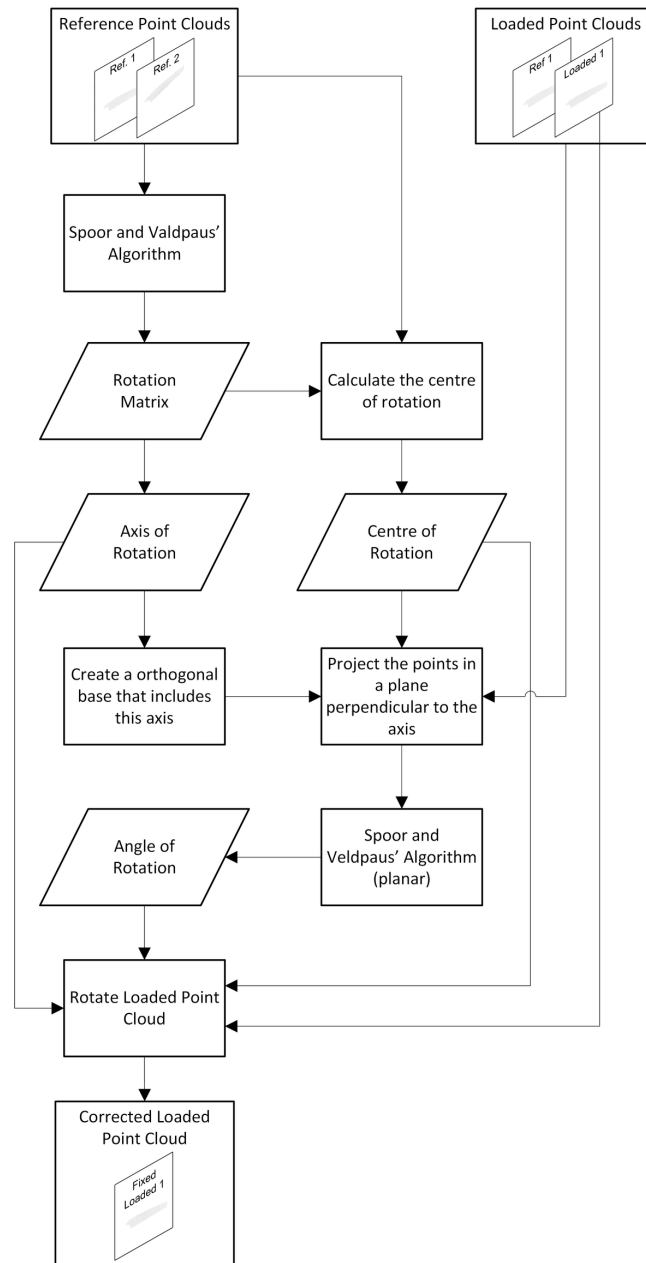 Reference Point Clouds
Ref. 1
Ref. 2
Loaded Point Clouds
Ref 1
Loaded 1
Spoor and Valdpaus'
Algorithm
Rotation
Matrix
Calculate the centre
of rotation
Axis of
Rotation
Centre of
Rotation
Create a orthogonal
base that includes
this axis
Project the points in
a plane
perpendicular to the
axis
Angle of
Rotation
Spoor and
Veldpaus' Algorithm
(planar)
Rotate Loaded Point
Cloud
Corrected Loaded
Point Cloud
Fixed
Loaded 1